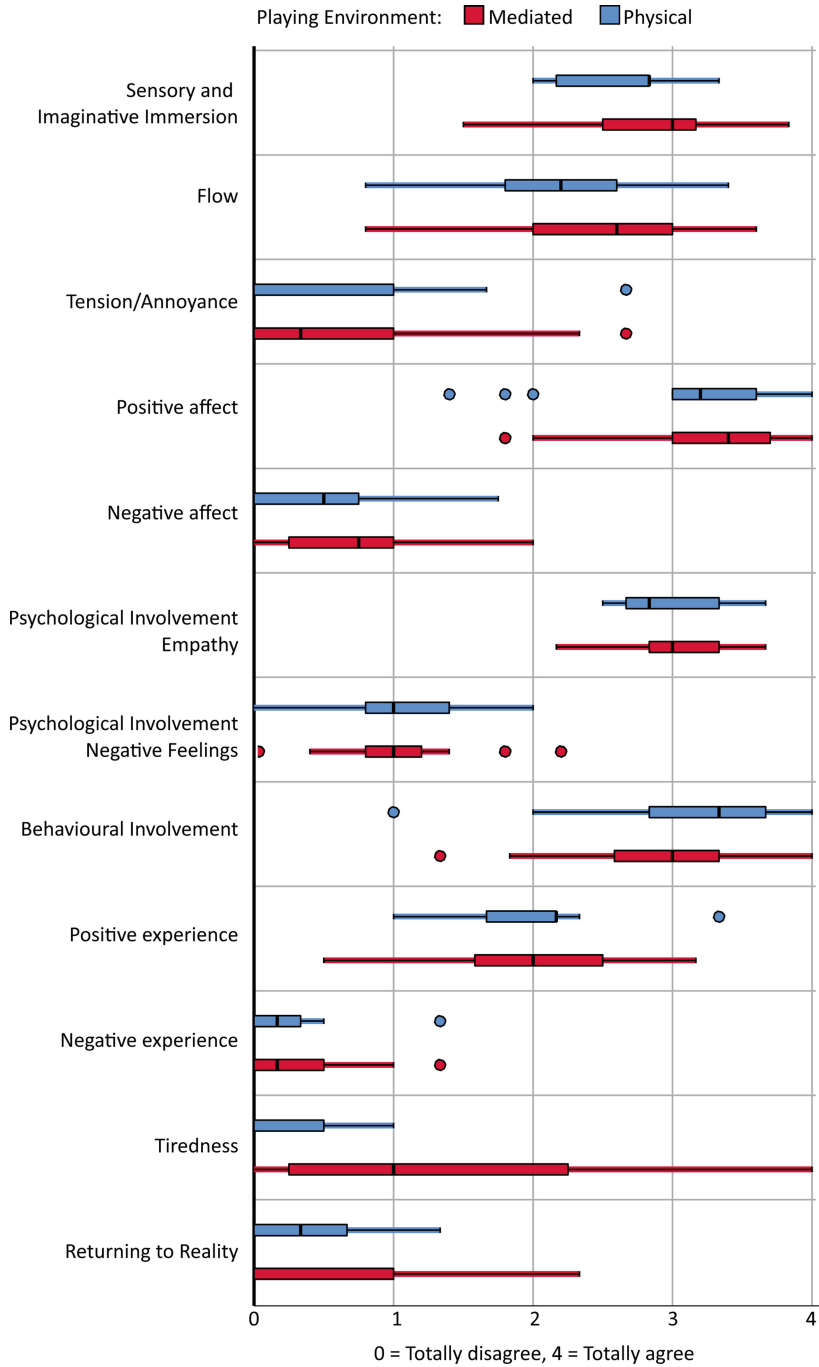 Playing Environment: Mediated Physical
Sensory and
Imaginative Immersion
Flow
Tension/Annoyance
Positive affect
Negative affect
Psychological Involvement
Empathy
Psychological Involvement
Negative Feelings
Behavioural Involvement
Positive experience
Negative experience
Tiredness
Returning to Reality
0 1 2 3 4
0 = Totally disagree, 4 = Totally agree